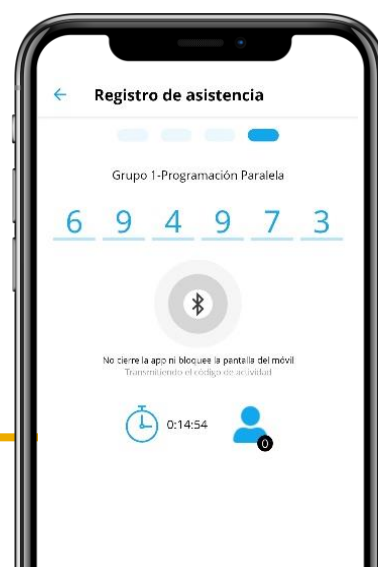 Registro de asistencia
Grupo 1-Programación Paralela
6 9 4 9 7 3
No cierre la app ni bloquee la pantalla del móvil
Transmitiendo el código de actividad
0:14:54
0